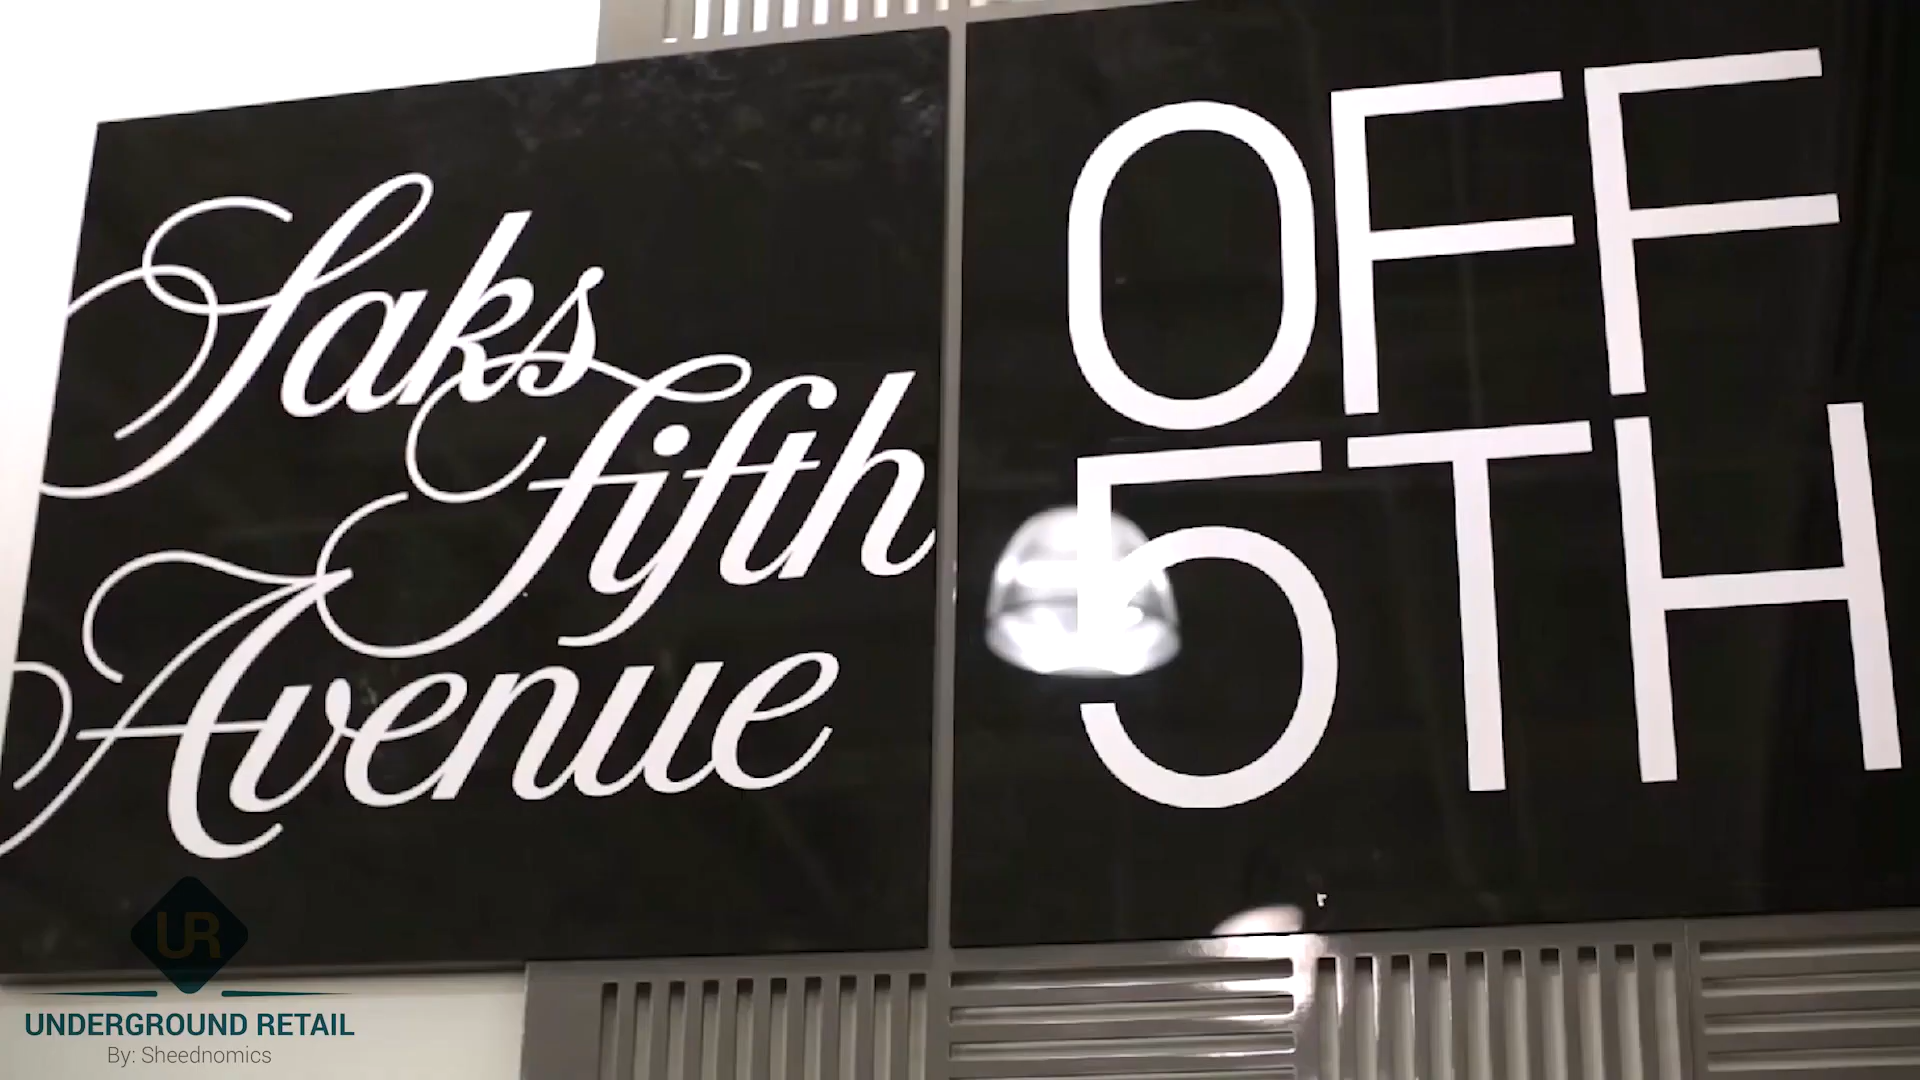 Saks
fifth
Avenue
OFF
5TH
UR
UNDERGROUND RETAIL
By: Sheednomics